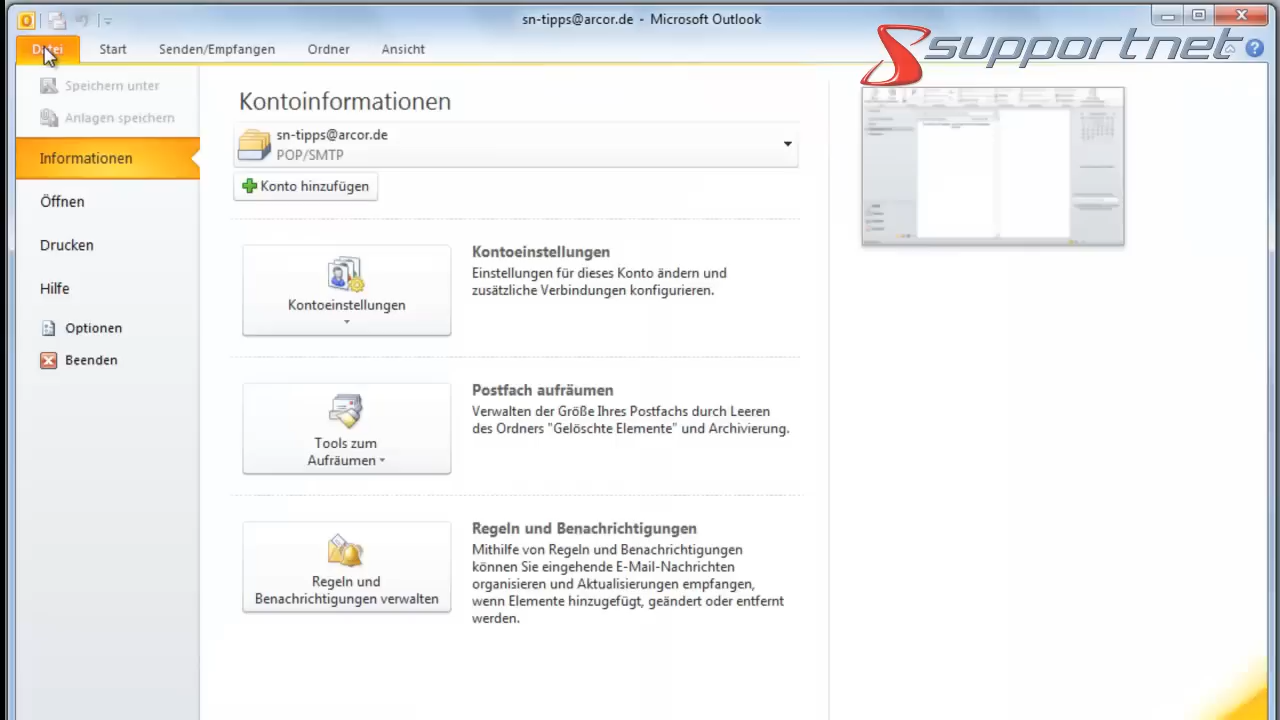 sn-tipps@arcor.de - Microsoft Outlook
Datei Start Senden/Empfangen Ordner Ansicht
supportnet
Speichern unter
Anlagen speichern
Informationen
Öffnen
Drucken
Hilfe
Optionen
Beenden
Kontoinformationen
sn-tipps@arcor.de
POP/SMTP
Konto hinzufügen
Kontoeinstellungen
Kontoeinstellungen
Einstellungen für dieses Konto ändern und
zusätzliche Verbindungen konfigurieren.
Tools zum
Aufräumen
Postfach aufräumen
Verwalten der Größe Ihres Postfachs durch Leeren
des Ordners "Gelöschte Elemente" und Archivierung.
Regeln und
Benachrichtigungen verwalten
Regeln und Benachrichtigungen
Mithilfe von Regeln und Benachrichtigungen
können Sie eingehende E-Mail-Nachrichten
organisieren und Aktualisierungen empfangen,
wenn Elemente hinzugefügt, geändert oder entfernt
werden.